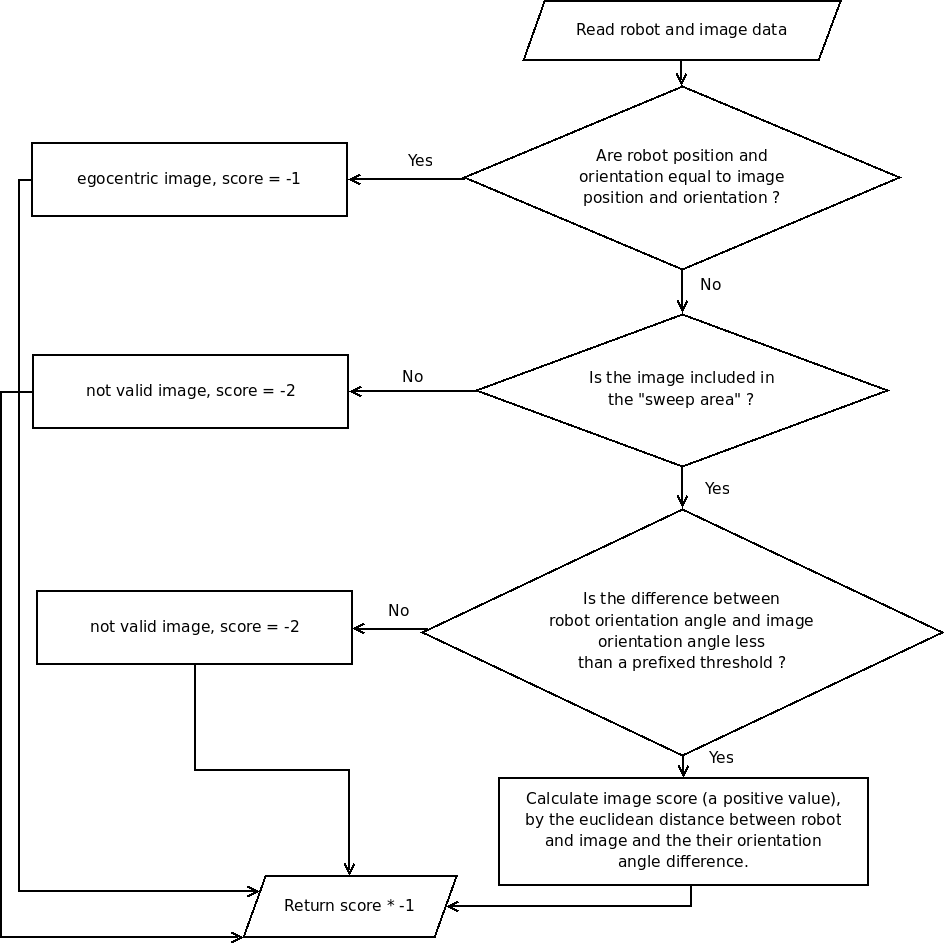 Read robot and image data
Are robot position and
orientation equal to image
position and orientation ?
Yes
egocentric image, score = -1
No
Is the image included in
the "sweep area" ?
No
not valid image, score = -2
Yes
Is the difference between
robot orientation angle and image
orientation angle less
than a prefixed threshold ?
No
not valid image, score = -2
Yes
Calculate image score (a positive value),
by the euclidean distance between robot
and image and the their orientation
angle difference.
Return score * -1